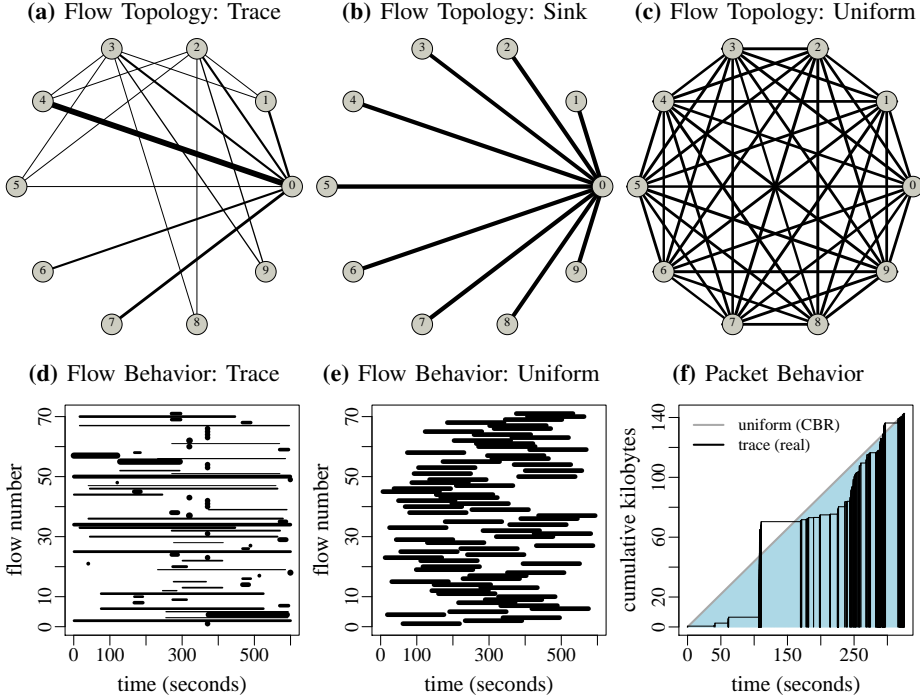 (a) Flow Topology: Trace
(b) Flow Topology: Sink
(c) Flow Topology: Uniform
3 2
4 1
5 0
6 9
7 8
3 2
4 1
5 0
6 9
7 8
3 2
4 1
5 0
6 9
7 8
(d) Flow Behavior: Trace
(e) Flow Behavior: Uniform
(f) Packet Behavior
flow number
0 10 30 50 70
0 100 300 500
time (seconds)
flow number
0 10 30 50 70
0 100 300 500
time (seconds)
cumulative kilobytes
0 20 60 100 140
uniform (CBR)
trace (real)
0 50 150 250
time (seconds)